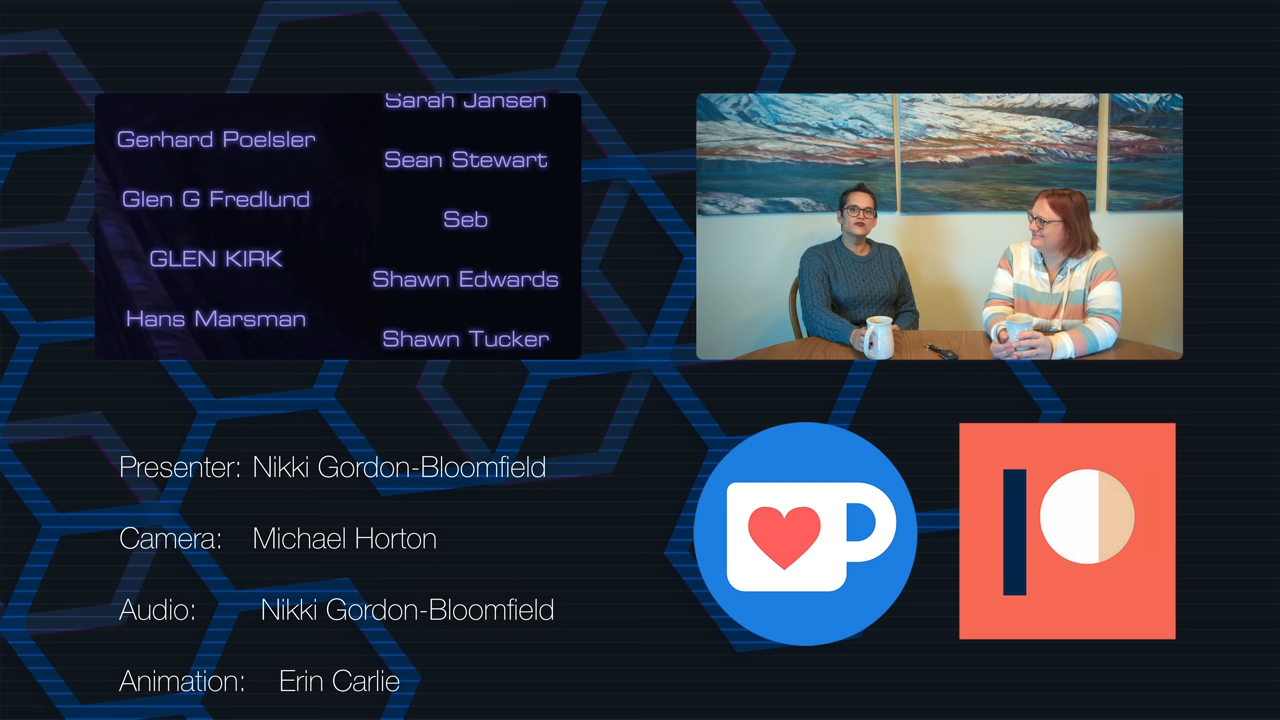 Gerhard Poelsler
Glen G Fredlund
GLEN KIRK
Hans Marsman
Sarah Jansen
Sean Stewart
Seb
Shawn Edwards
Shawn Tucker
Presenter: Nikki Gordon-Bloomfield
Camera: Michael Horton
Audio: Nikki Gordon-Bloomfield
Animation: Erin Carlie